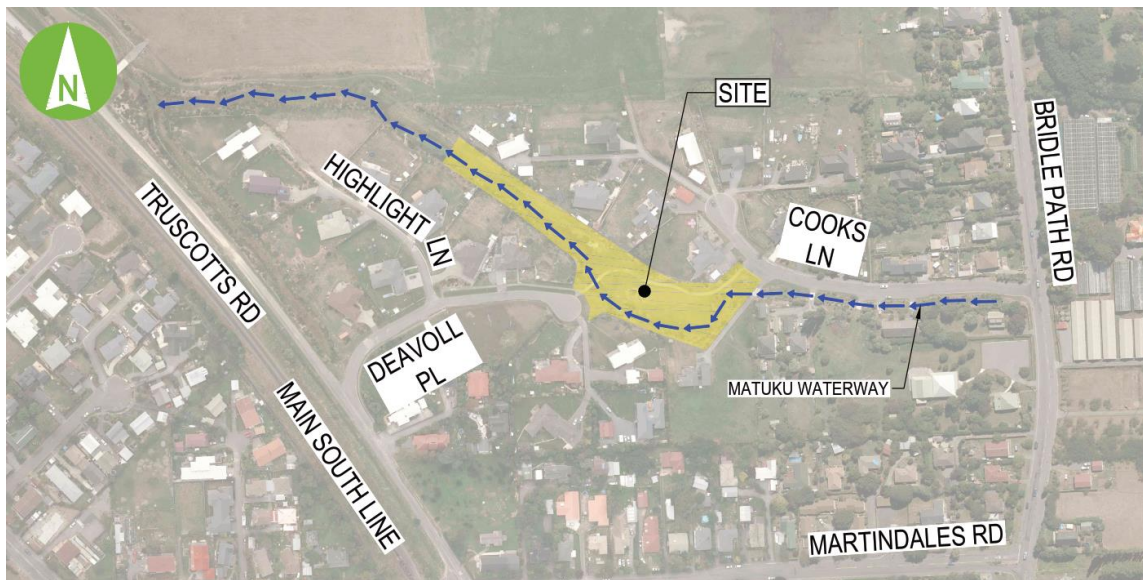 N
SITE
BRIDLE PATH RD
HIGHLIGHT LN
COOKS
LN
TRUSCOTTS RD
DEAVOLL
PL
MATUKU WATERWAY
MAIN SOUTH LINE
MARTINDALES RD